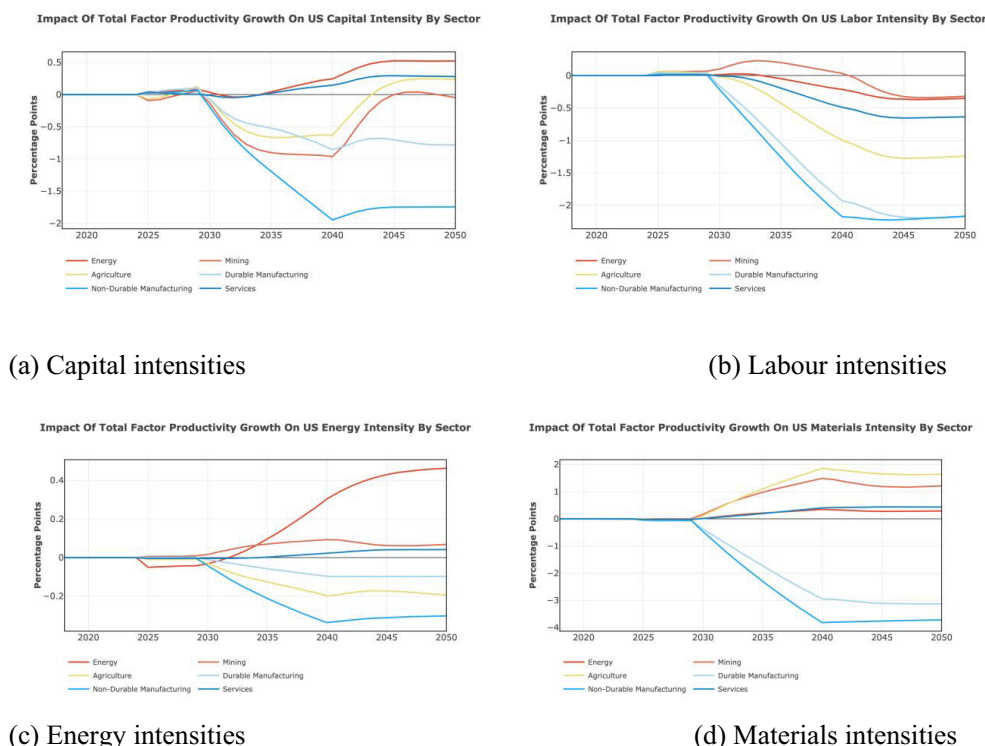 Impact Of Total Factor Productivity Growth On US Capital Intensity By Sector
Percentage Points
0.5
0
−0.5
−1
−1.5
−2
2020 2025 2030 2035 2040 2045 2050
Energy Mining
Agriculture Durable Manufacturing
Non-Durable Manufacturing Services
(a) Capital intensities
Impact Of Total Factor Productivity Growth On US Labor Intensity By Sector
Percentage Points
0
−0.5
−1
−1.5
−2
2020 2025 2030 2035 2040 2045 2050
Energy Mining
Agriculture Durable Manufacturing
Non-Durable Manufacturing Services
(b) Labour intensities
Impact Of Total Factor Productivity Growth On US Energy Intensity By Sector
Percentage Points
0.4
0.2
0
−0.2
2020 2025 2030 2035 2040 2045 2050
Energy Mining
Agriculture Durable Manufacturing
Non-Durable Manufacturing Services
(c) Energy intensities
Impact Of Total Factor Productivity Growth On US Materials Intensity By Sector
Percentage Points
2
1
0
−1
−2
−3
−4
2020 2025 2030 2035 2040 2045 2050
Energy Mining
Agriculture Durable Manufacturing
Non-Durable Manufacturing Services
(d) Materials intensities